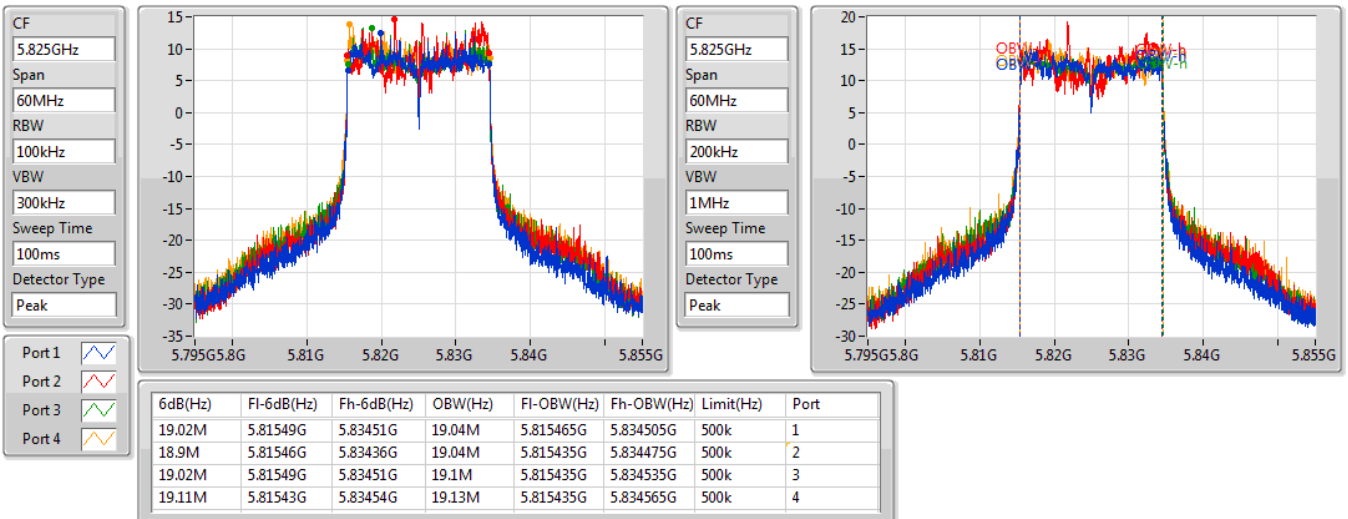 CF
5.825GHz
Span
60MHz
RBW
100kHz
VBW
300kHz
Sweep Time
100ms
Detector Type
Peak
15
10
5
0
-5
-10
-15
-20
-25
-30
-35
5.795G 5.8G 5.81G 5.82G 5.83G 5.84G 5.855G
CF
5.825GHz
Span
60MHz
RBW
200kHz
VBW
1MHz
Sweep Time
100ms
Detector Type
Peak
20
15
10
5
0
-5
-10
-15
-20
-25
-30
5.795G 5.8G 5.81G 5.82G 5.83G 5.84G 5.855G
Port 1
Port 2
Port 3
Port 4
6dB(Hz) Fl-6dB(Hz) Fh-6dB(Hz) OBW(Hz) Fl-OBW(Hz) Fh-OBW(Hz) Limit(Hz) Port
19.02M 5.81549G 5.83451G 19.04M 5.815465G 5.834505G 500k 1
18.9M 5.81546G 5.83436G 19.04M 5.815435G 5.834475G 500k 2
19.02M 5.81549G 5.83451G 19.1M 5.815435G 5.834535G 500k 3
19.11M 5.81543G 5.83454G 19.13M 5.815435G 5.834565G 500k 4